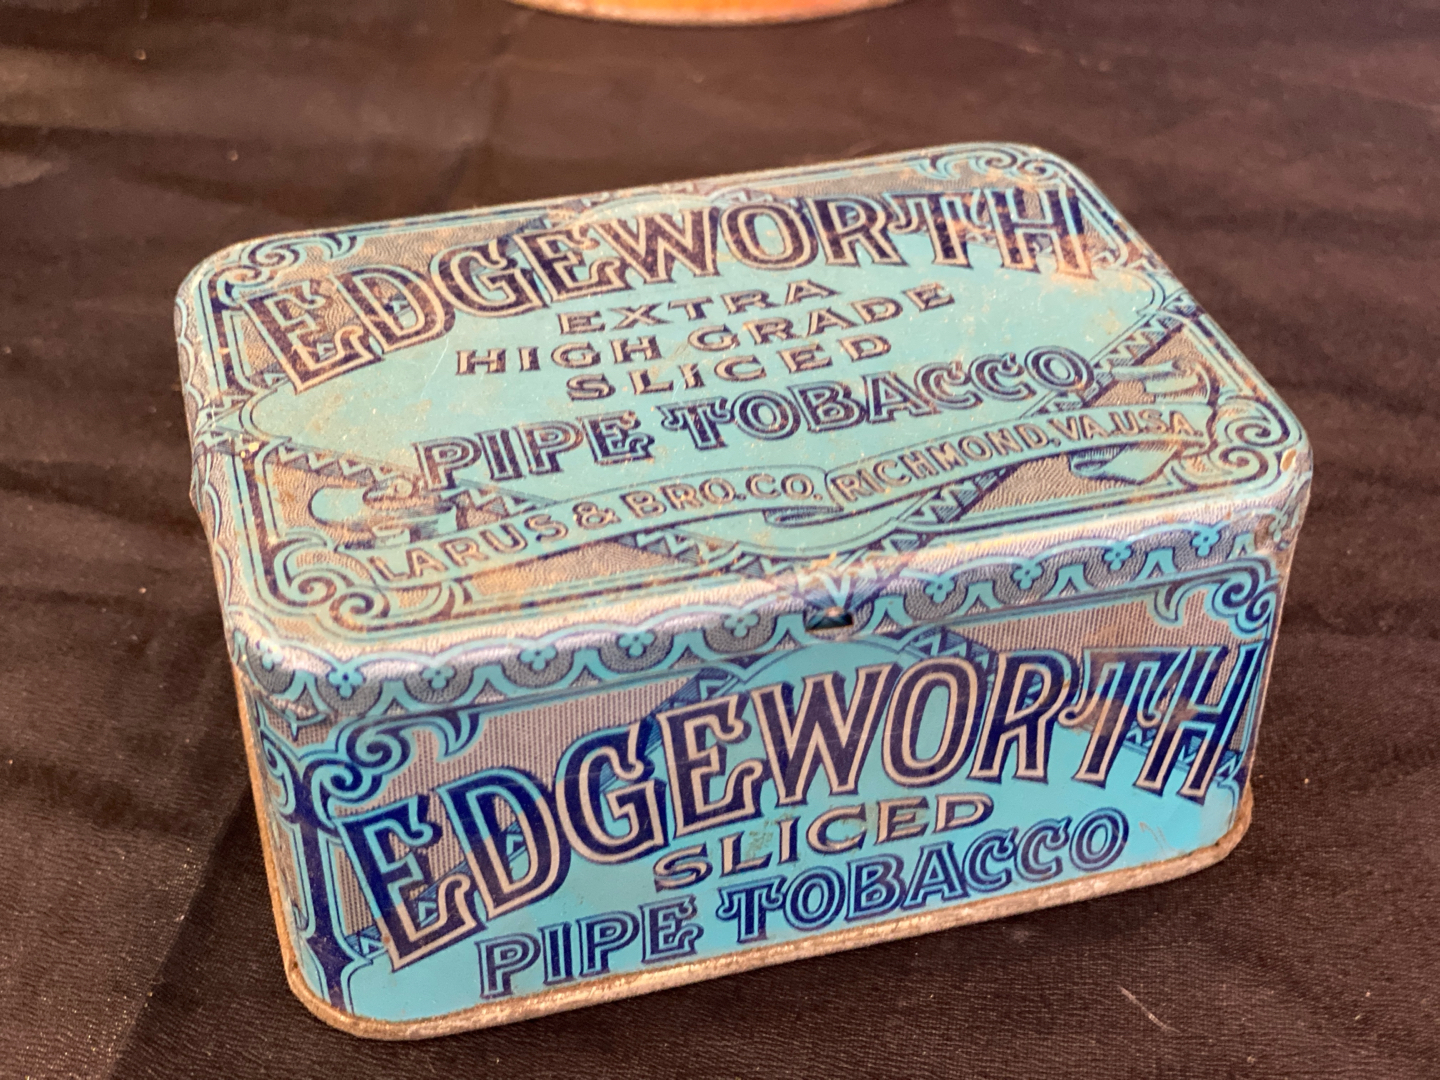 EDGEWORTH
EXTRA
HIGH GRADE
SLICED
PIPE TOBACCO
LARUS & BRO. CO. RICHMOND, VA. U.S.A.
EDGEWORTH
SLICED
PIPE TOBACCO